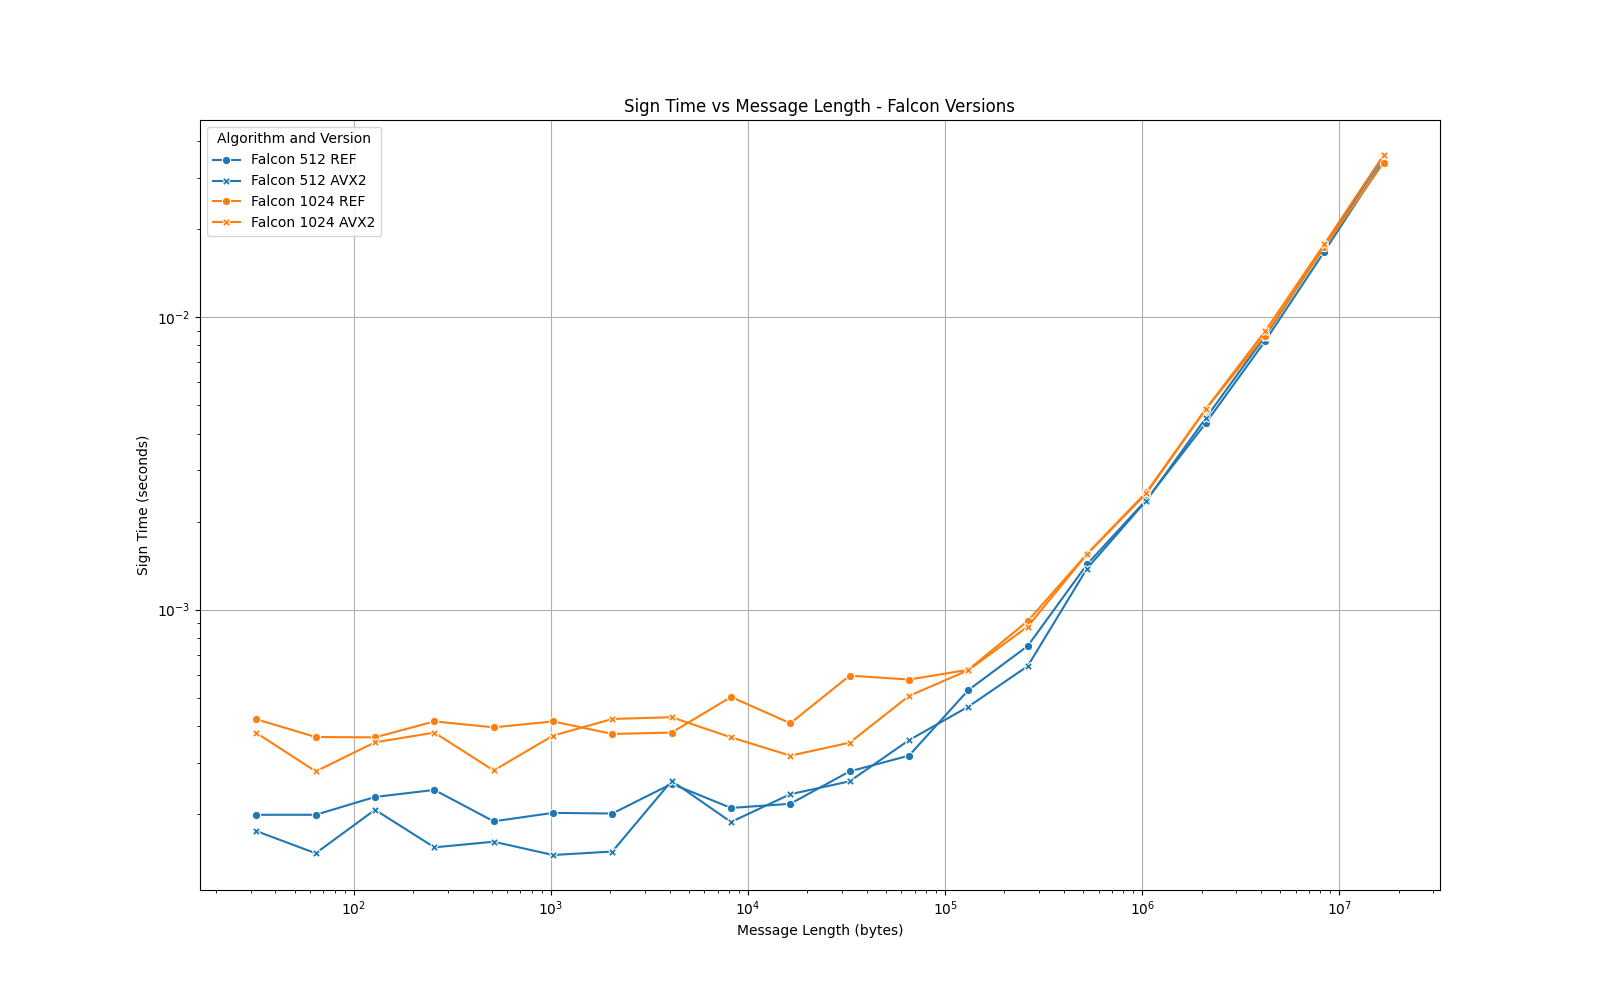 Sign Time vs Message Length - Falcon Versions
Algorithm and Version
Falcon 512 REF
Falcon 512 AVX2
Falcon 1024 REF
Falcon 1024 AVX2
Sign Time (seconds)
10⁻²
10⁻³
10² 10³ 10⁴ 10⁵ 10⁶ 10⁷
Message Length (bytes)